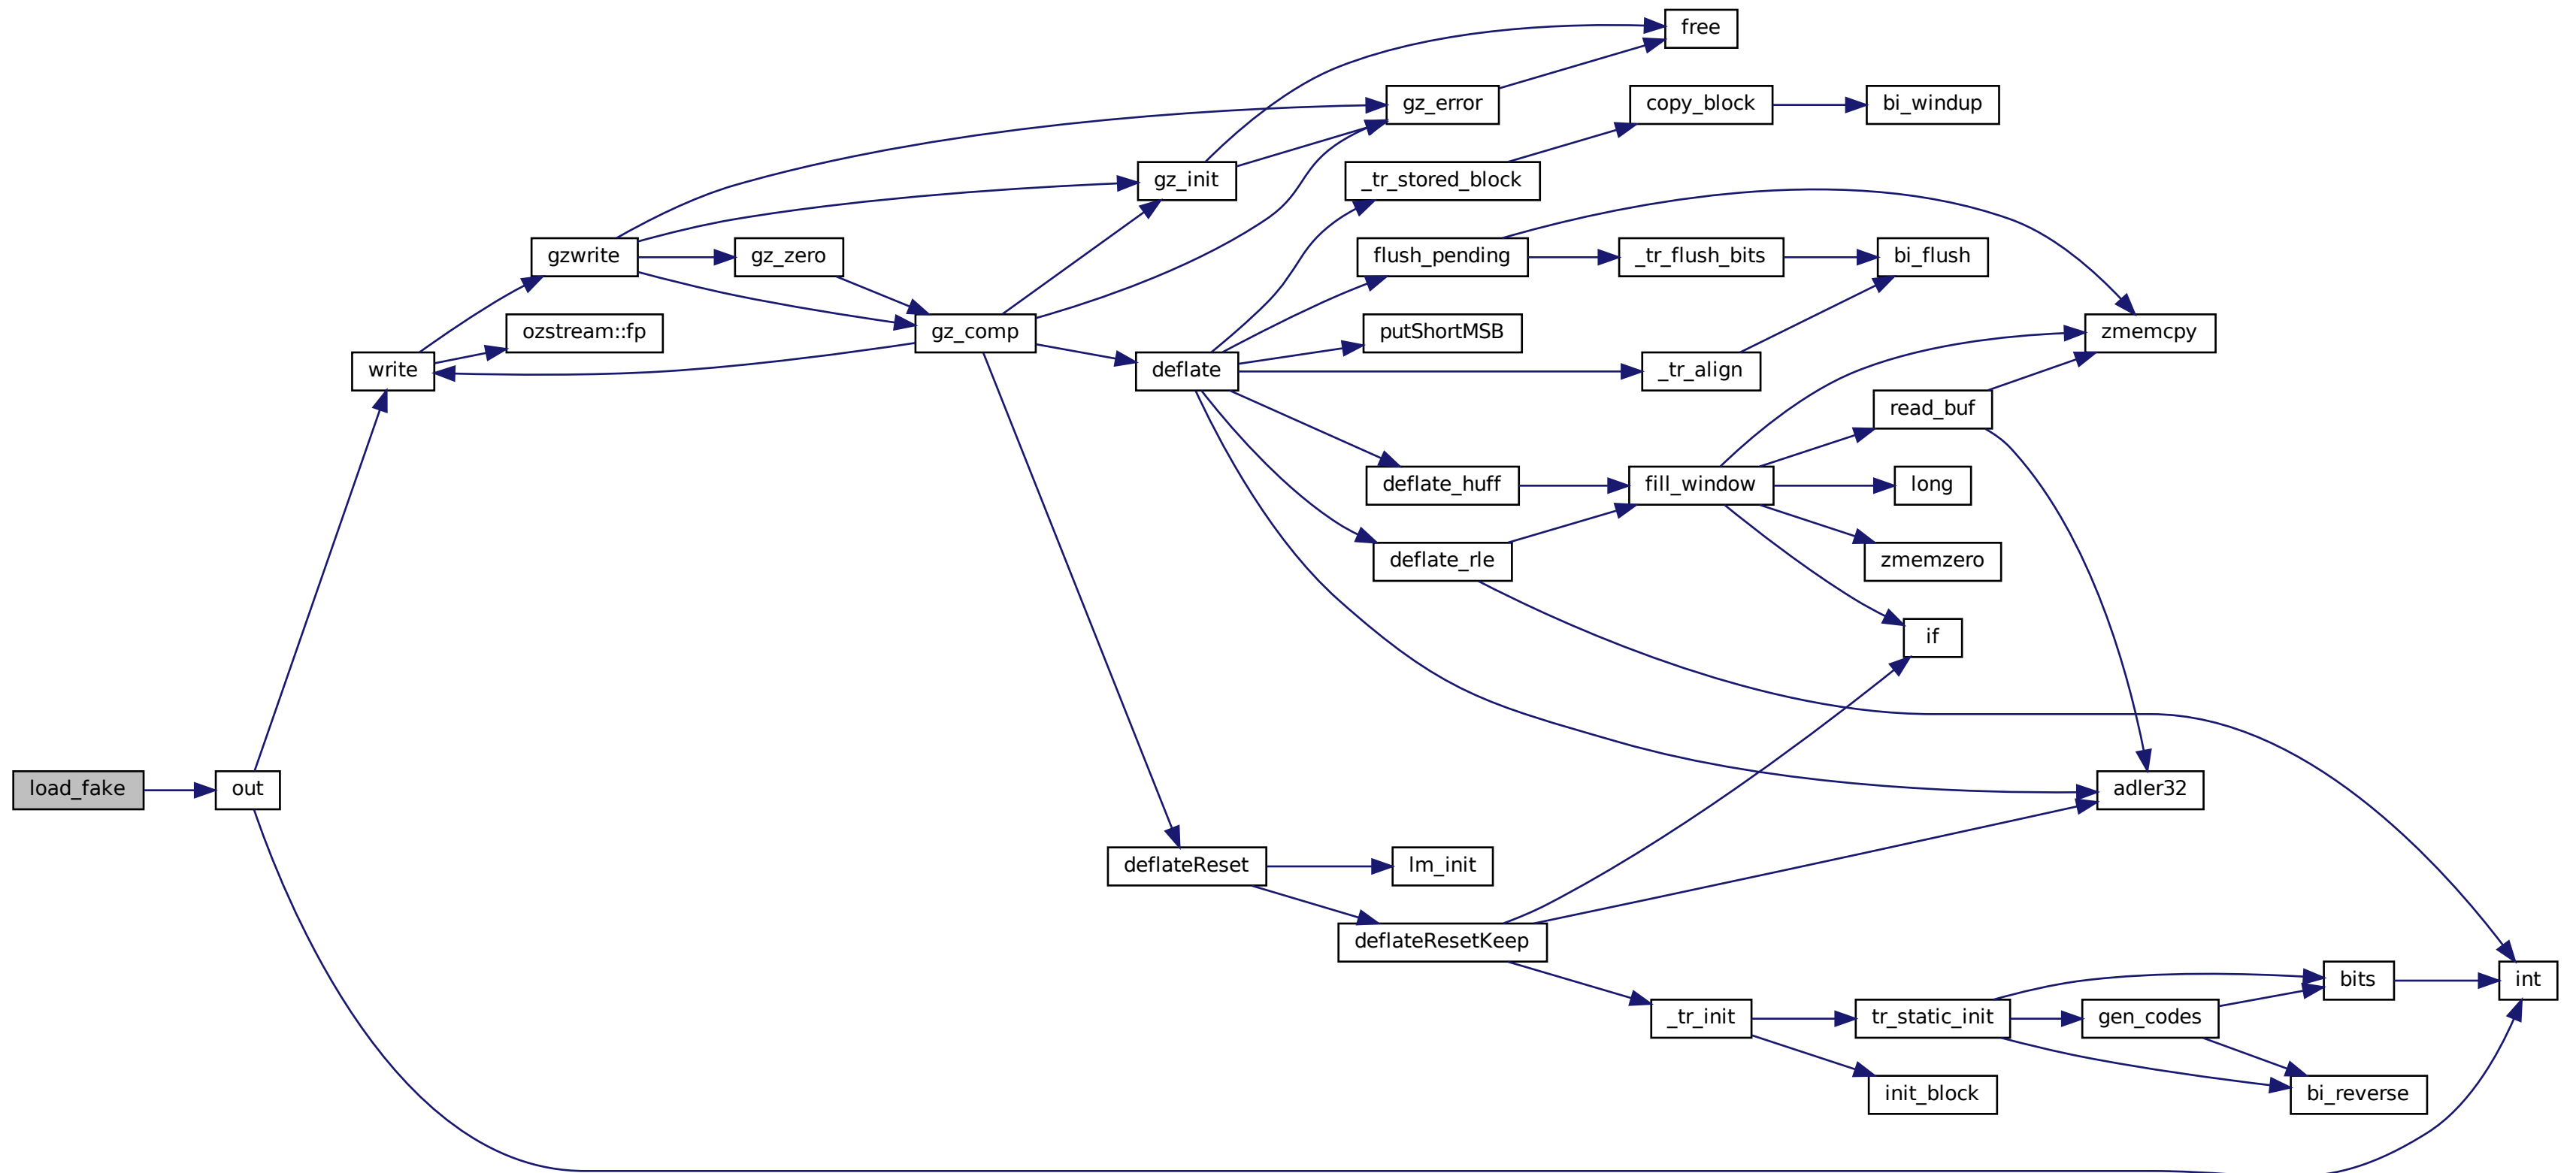 free
gz_error
copy_block
bi_windup
gz_init
_tr_stored_block
gzwrite
gz_zero
flush_pending
_tr_flush_bits
bi_flush
ozstream::fp
gz_comp
putShortMSB
zmemcpy
write
deflate
_tr_align
read_buf
deflate_huff
fill_window
long
deflate_rle
zmemzero
if
load_fake
out
adler32
deflateReset
lm_init
deflateResetKeep
bits
int
_tr_init
tr_static_init
gen_codes
init_block
bi_reverse